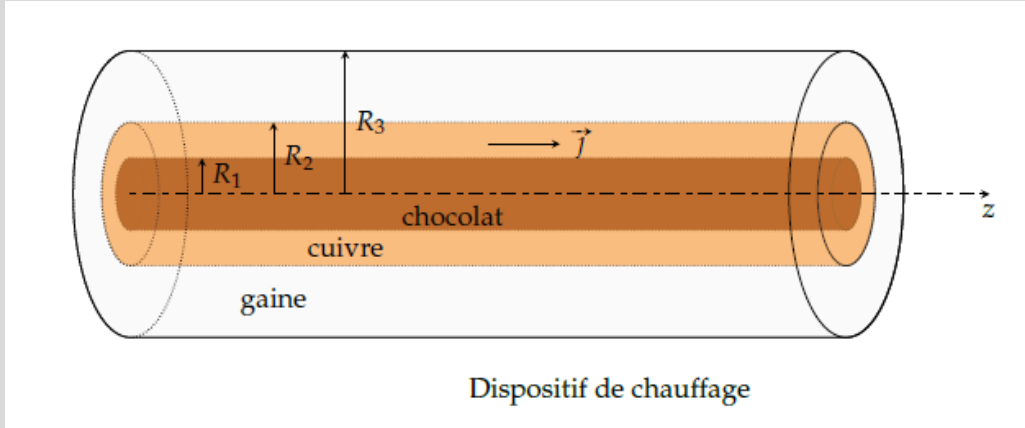 R₃
j⃗
R₂
R₁
chocolat
z
cuivre
gaine
Dispositif de chauffage